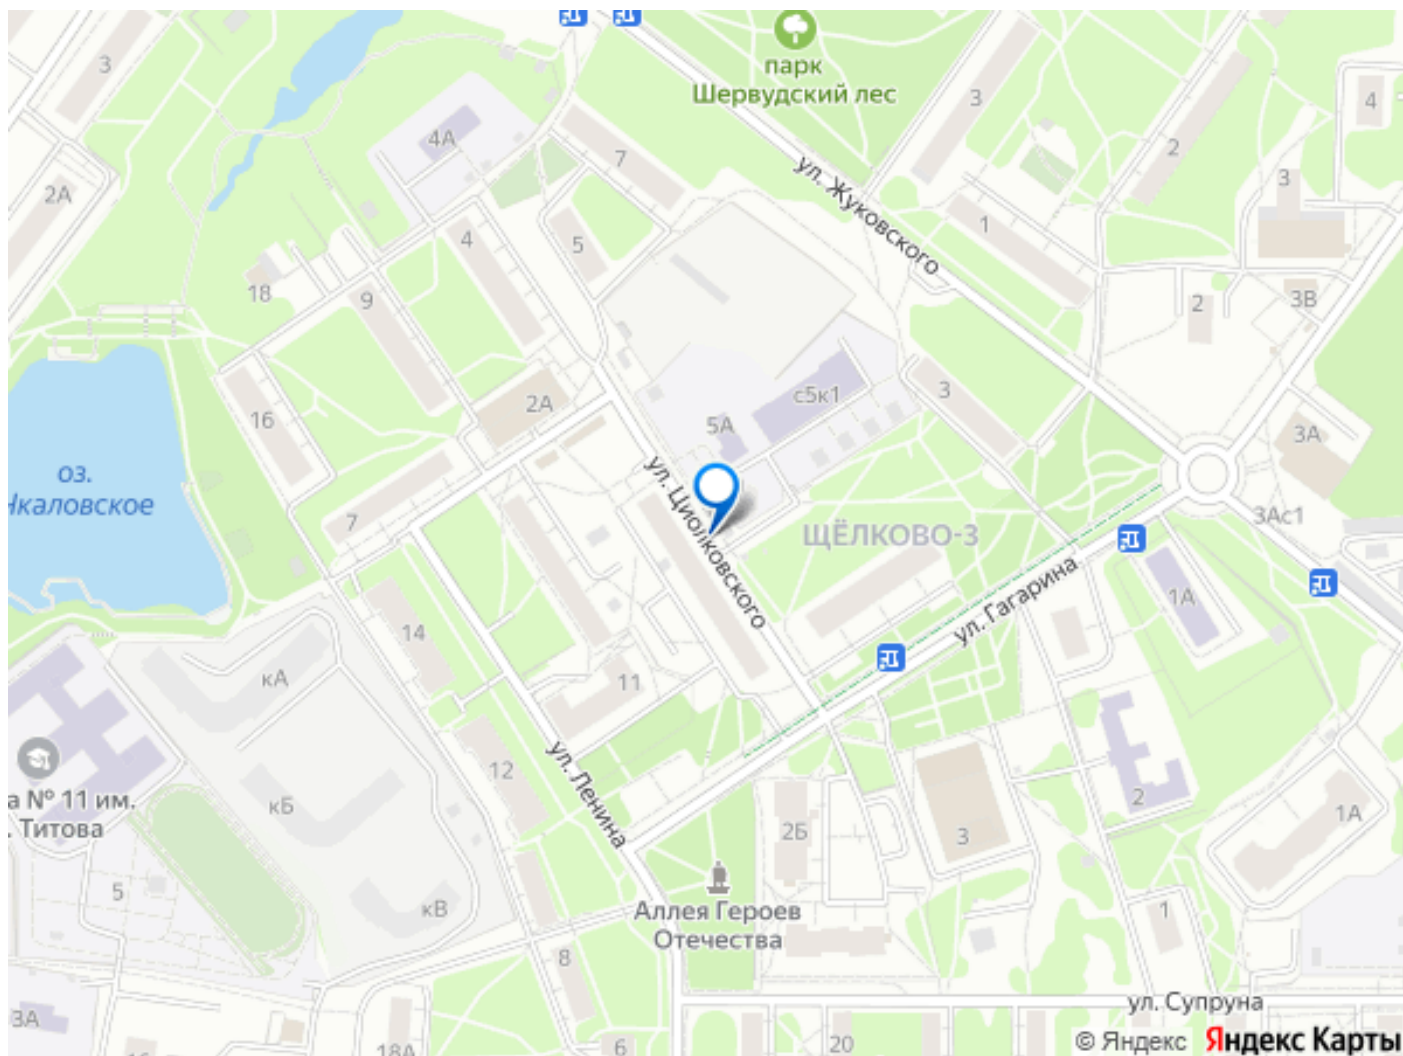 парк
Шервудский лес
3
4А
7
3
2
4
2А
3
4
5
1
ул. Жуковского
18
9
2
3В
16
2А
с5к1
3
5А
3А
оз.
Чкаловское
7
ул. Циолковского
ЩЁЛКОВО-3
3Ас1
ул. Гагарина
1А
14
кА
11
12
ул. Ленина
2
кБ
2Б
3
1А
а № 11 им.
. Титова
5
кВ
Аллея Героев
Отечества
1
8
3А
ул. Супруна
18А
6
20
© Яндекс Яндекс Карты